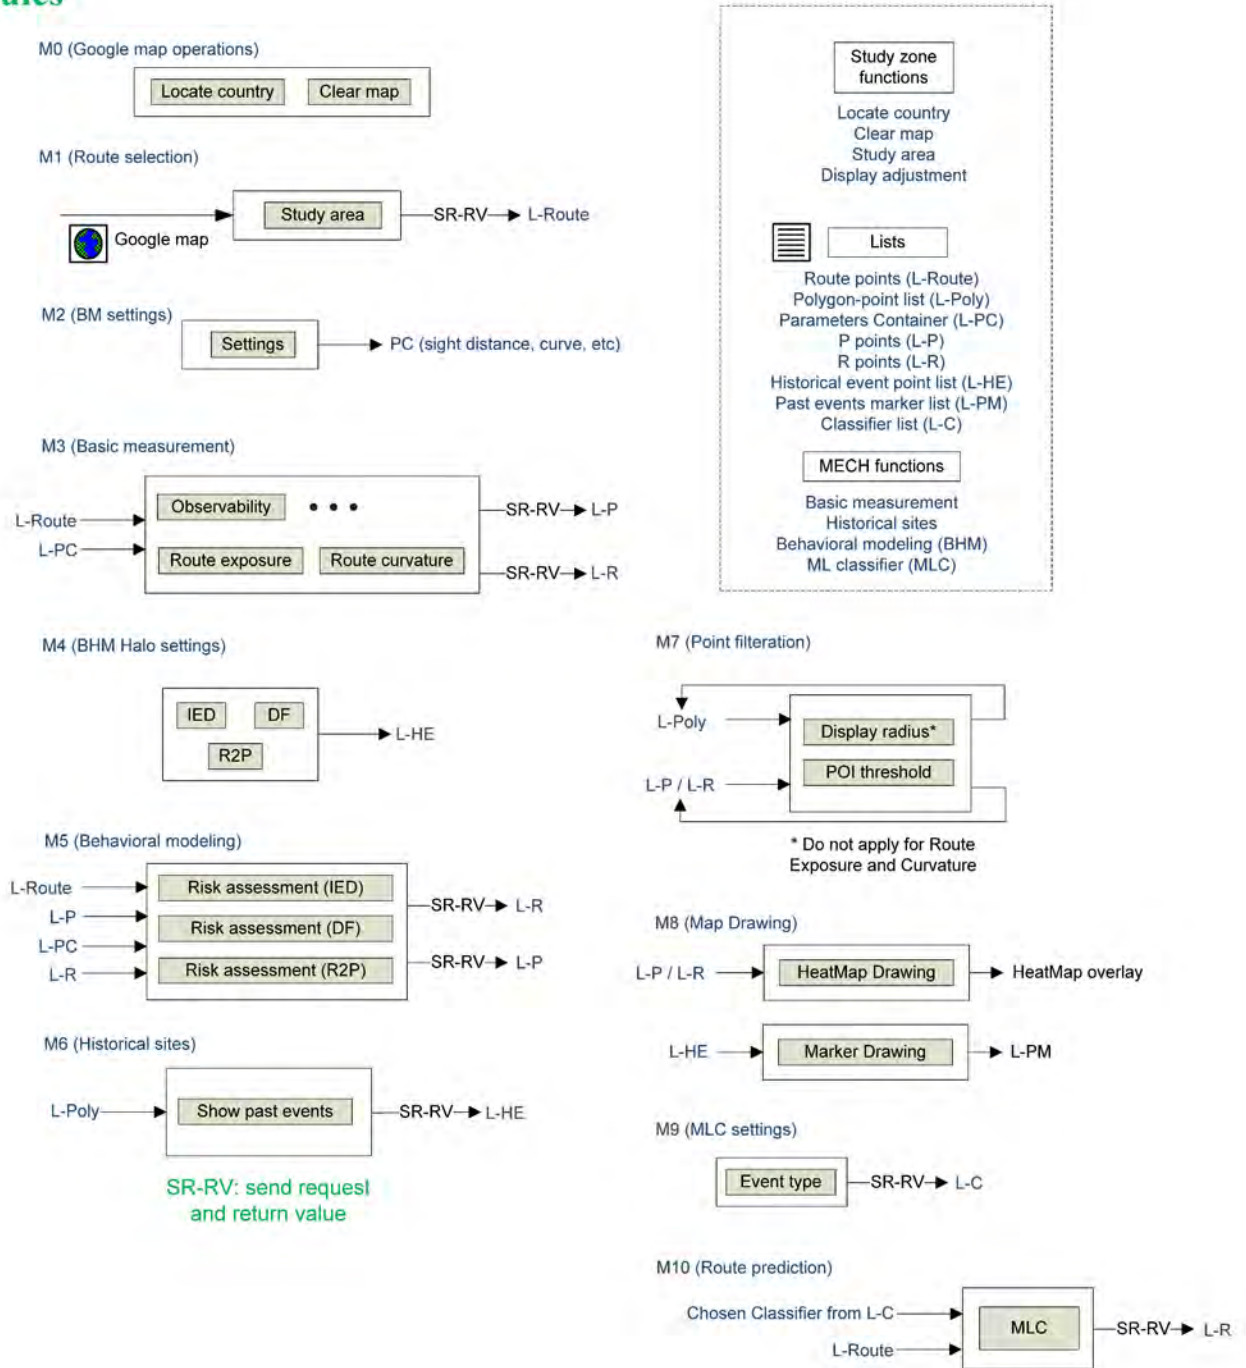 M0 (Google map operations)
Locate country
Clear map
M1 (Route selection)
Study area
SR-RV
L-Route
Google map
M2 (BM settings)
Settings
PC (sight distance, curve, etc)
M3 (Basic measurement)
Observability
• • •
L-Route
L-PC
Route exposure
Route curvature
SR-RV
L-P
SR-RV
L-R
M4 (BHM Halo settings)
IED
DF
R2P
L-HE
M5 (Behavioral modeling)
L-Route
L-P
L-PC
L-R
Risk assessment (IED)
Risk assessment (DF)
Risk assessment (R2P)
SR-RV
L-R
SR-RV
L-P
M6 (Historical sites)
L-Poly
Show past events
SR-RV
L-HE
SR-RV: send request
and return value
Study zone
functions
Locate country
Clear map
Study area
Display adjustment
Lists
Route points (L-Route)
Polygon-point list (L-Poly)
Parameters Container (L-PC)
P points (L-P)
R points (L-R)
Historical event point list (L-HE)
Past events marker list (L-PM)
Classifier list (L-C)
MECH functions
Basic measurement
Historical sites
Behavioral modeling (BHM)
ML classifier (MLC)
M7 (Point filteration)
L-Poly
Display radius*
L-P / L-R
POI threshold
* Do not apply for Route
Exposure and Curvature
M8 (Map Drawing)
L-P / L-R
HeatMap Drawing
HeatMap overlay
L-HE
Marker Drawing
L-PM
M9 (MLC settings)
Event type
SR-RV
L-C
M10 (Route prediction)
Chosen Classifier from L-C
L-Route
MLC
SR-RV
L-R